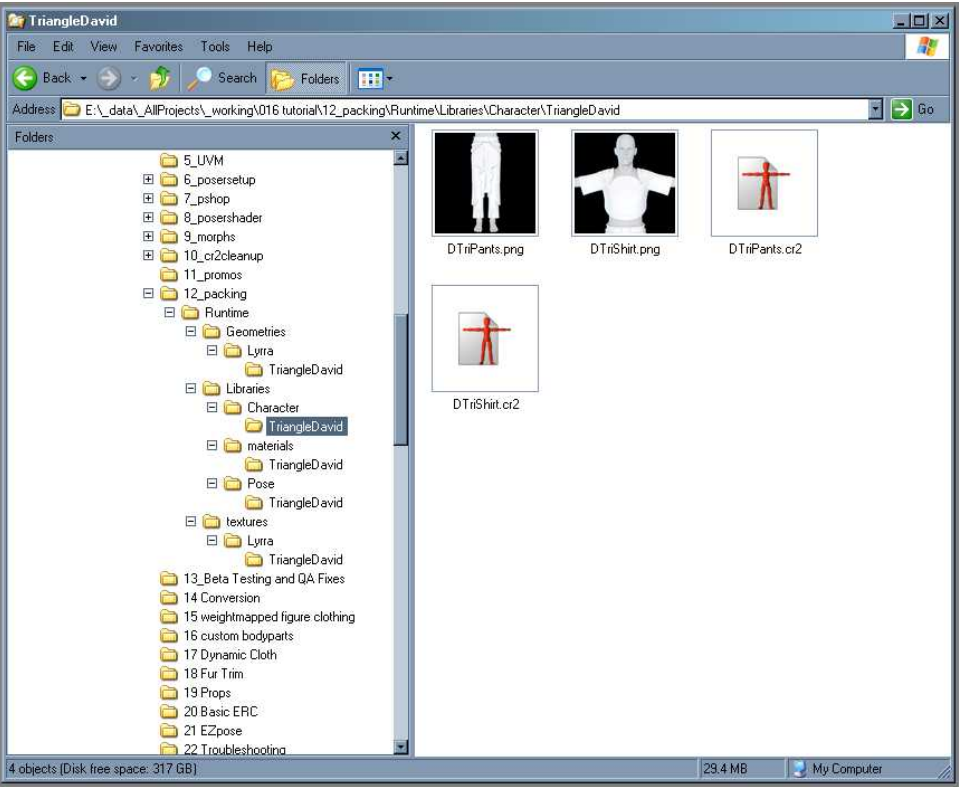 TriangleDavid
File Edit View Favorites Tools Help
Back Search Folders
Address E:\_data\_AllProjects\_working\016 tutorial\12_packing\Runtime\Libraries\Character\TriangleDavid Go
Folders
5_UVM
6_posersetup
7_pshop
8_posershader
9_morphs
10_cr2cleanup
11_promos
12_packing
Runtime
Geometries
Lyrra
TriangleDavid
Libraries
Character
TriangleDavid
materials
TriangleDavid
Pose
TriangleDavid
textures
Lyrra
TriangleDavid
13_Beta Testing and QA Fixes
14 Conversion
15 weightmapped figure clothing
16 custom bodyparts
17 Dynamic Cloth
18 Fur Trim
19 Props
20 Basic ERC
21 EZpose
22 Troubleshooting
DTriPants.png DTriShirt.png DTriPants.cr2
DTriShirt.cr2
4 objects (Disk free space: 317 GB) 29.4 MB My Computer